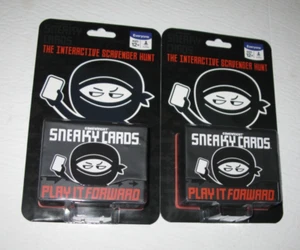 THE INTERACTIVE SCAVENGER HUNT
SNEAKY CARDS
PLAY IT FORWARD
THE INTERACTIVE SCAVENGER HUNT
SNEAKY CARDS
PLAY IT FORWARD